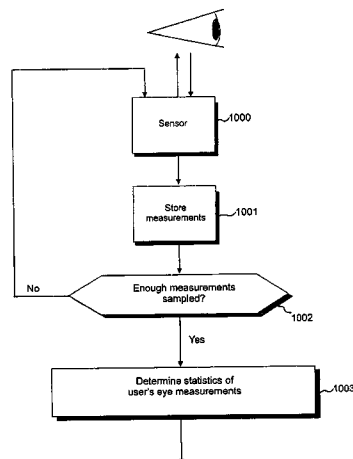 Sensor
1000
Store
measurements
1001
Enough measurements
sampled?
No
1002
Yes
Determine statistics of
user's eye measurements
1003